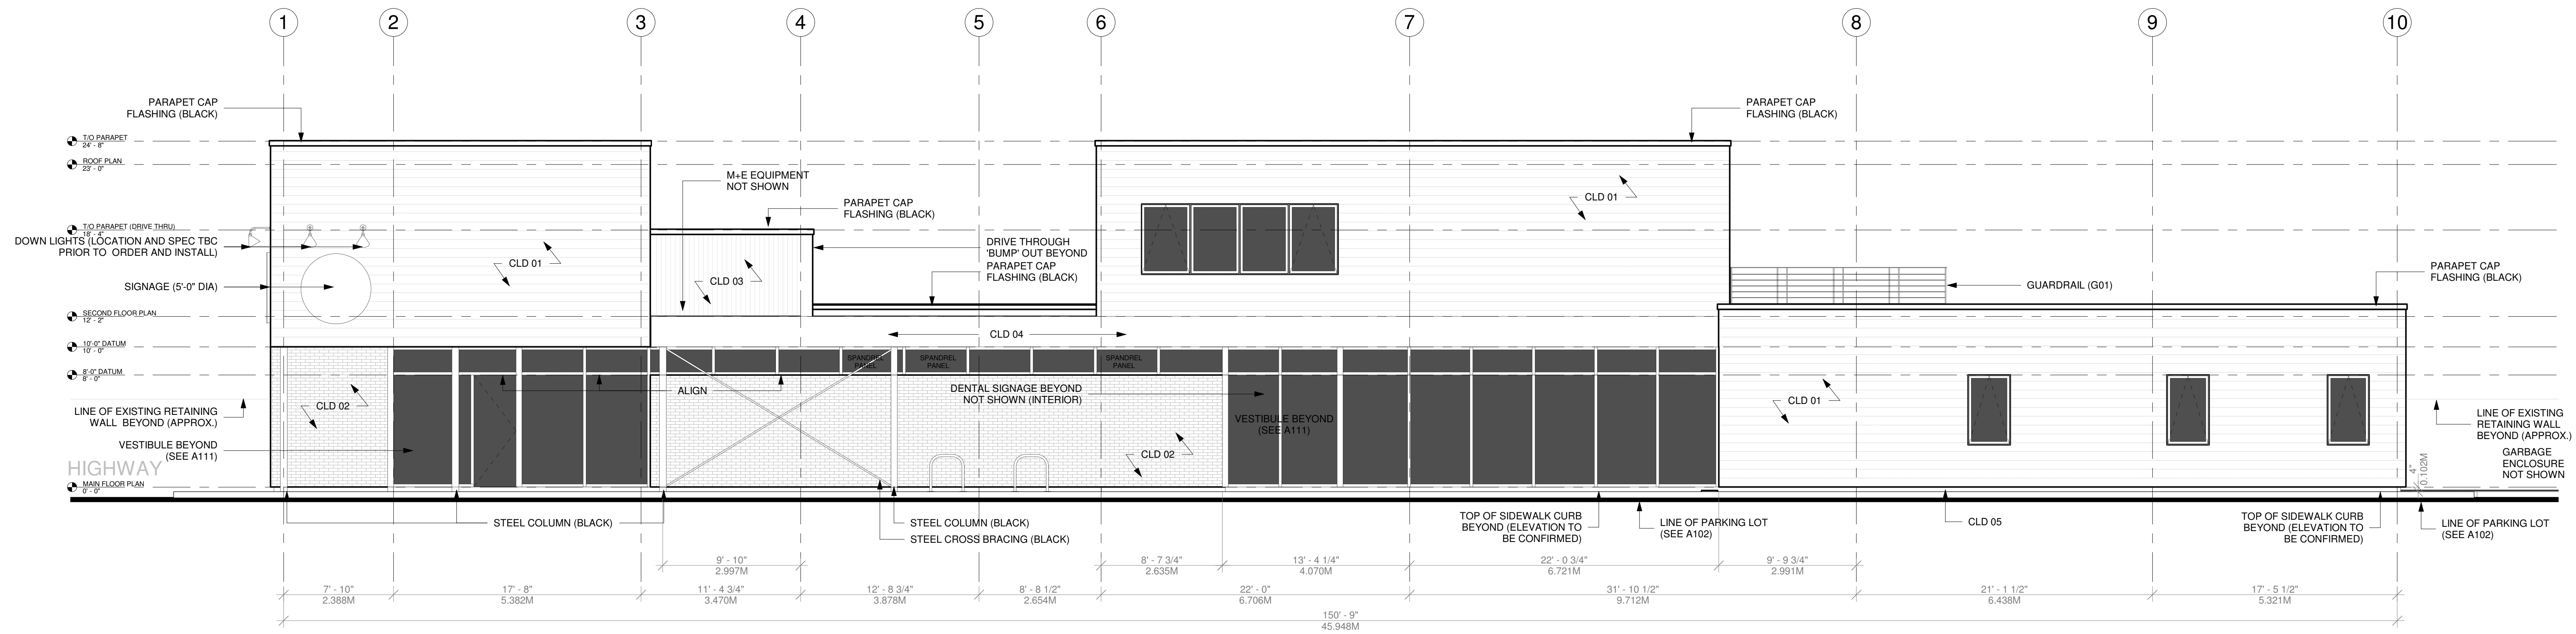 1 2 3 4 5 6 7 8 9 10
PARAPET CAP
FLASHING (BLACK)
PARAPET CAP
FLASHING (BLACK)
T/O PARAPET
24' - 8"
ROOF PLAN
23' - 0"
M+E EQUIPMENT
NOT SHOWN
CLD 01
PARAPET CAP
FLASHING (BLACK)
T/O PARAPET (DRIVE THRU)
18' - 4"
DOWN LIGHTS (LOCATION AND SPEC TBC
PRIOR TO ORDER AND INSTALL)
DRIVE THROUGH
'BUMP' OUT BEYOND
PARAPET CAP
FLASHING (BLACK)
CLD 01
CLD 03
PARAPET CAP
FLASHING (BLACK)
SIGNAGE (5'-0" DIA)
GUARDRAIL (G01)
SECOND FLOOR PLAN
12' - 2"
CLD 04
10'-0" DATUM
10' - 0"
SPANDREL
PANEL
SPANDREL
PANEL
SPANDREL
PANEL
8'-0" DATUM
8' - 0"
ALIGN
DENTAL SIGNAGE BEYOND
NOT SHOWN (INTERIOR)
CLD 02
CLD 01
LINE OF EXISTING RETAINING
WALL BEYOND (APPROX.)
VESTIBULE BEYOND
(SEE A111)
LINE OF EXISTING
RETAINING WALL
BEYOND (APPROX.)
VESTIBULE BEYOND
(SEE A111)
CLD 02
GARBAGE
ENCLOSURE
NOT SHOWN
HIGHWAY
MAIN FLOOR PLAN
0' - 0"
4"
0.102M
STEEL COLUMN (BLACK)
STEEL COLUMN (BLACK)
STEEL CROSS BRACING (BLACK)
TOP OF SIDEWALK CURB
BEYOND (ELEVATION TO
BE CONFIRMED)
LINE OF PARKING LOT
(SEE A102)
CLD 05
TOP OF SIDEWALK CURB
BEYOND (ELEVATION TO
BE CONFIRMED)
LINE OF PARKING LOT
(SEE A102)
9' - 10" 8' - 7 3/4" 13' - 4 1/4" 22' - 0 3/4" 9' - 9 3/4"
2.997M 2.635M 4.070M 6.721M 2.991M
7' - 10" 17' - 8" 11' - 4 3/4" 12' - 8 3/4" 8' - 8 1/2" 22' - 0" 31' - 10 1/2" 21' - 1 1/2" 17' - 5 1/2"
2.388M 5.382M 3.470M 3.878M 2.654M 6.706M 9.712M 6.438M 5.321M
150' - 9"
45.948M